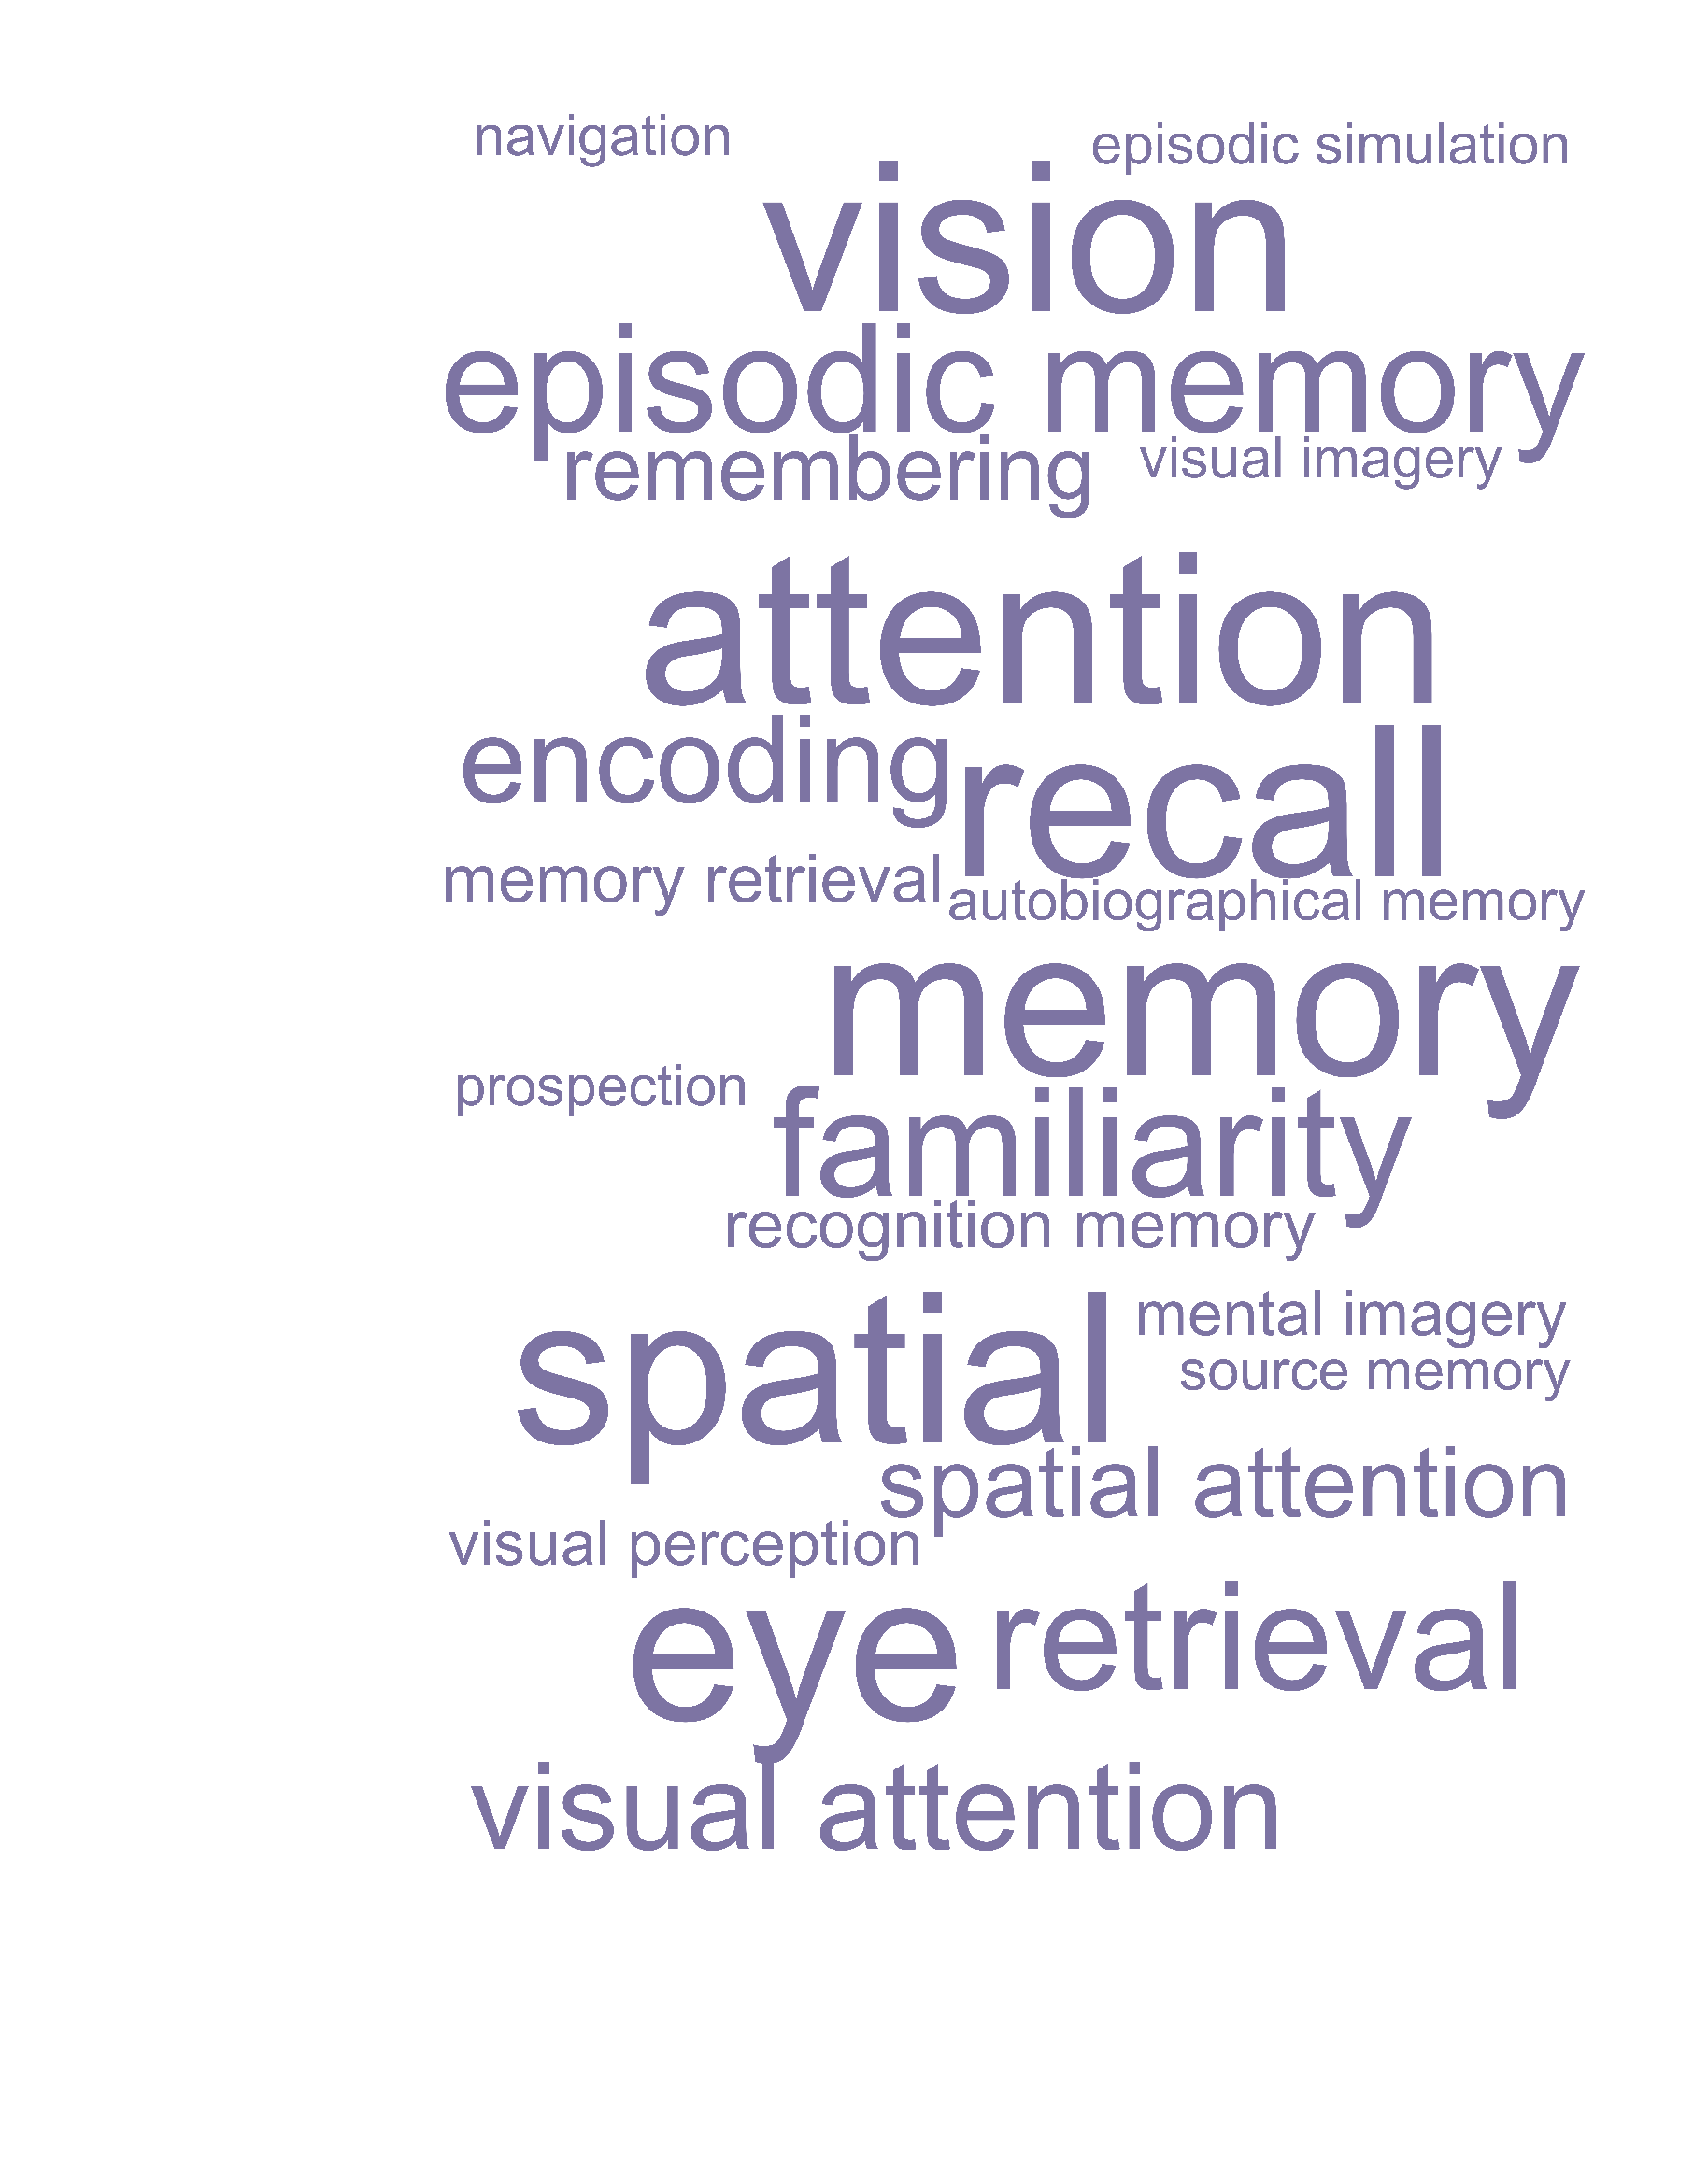 navigation
episodic simulation
vision
episodic memory
remembering
visual imagery
attention
encoding
recall
memory retrieval
autobiographical memory
memory
prospection
familiarity
recognition memory
spatial
mental imagery
source memory
spatial attention
visual perception
eye
retrieval
visual attention